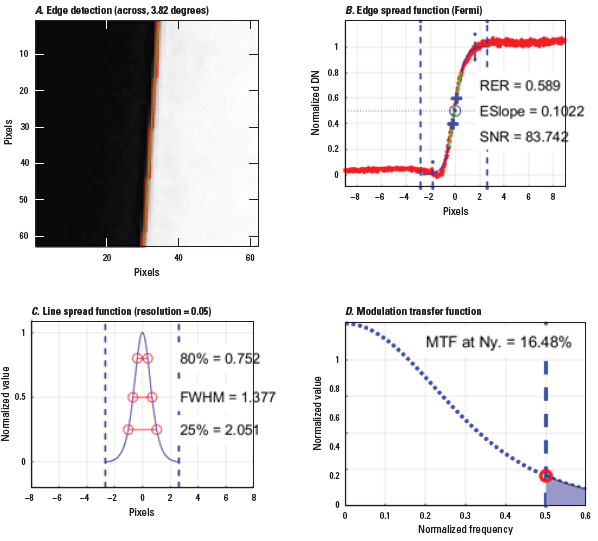 A. Edge detection (across, 3.82 degrees)
Pixels
10
20
30
40
50
60
20
40
60
Pixels
B. Edge spread function (Fermi)
Normalized DN
1
0.8
0.6
0.4
0.2
0
RER = 0.589
ESlope = 0.1022
SNR = 83.742
–8 –6 –4 –2 0 2 4 6 8
Pixels
C. Line spread function (resolution = 0.05)
Normalized value
1
0.5
0
80% = 0.752
FWHM = 1.377
25% = 2.051
–8 –6 –4 –2 0 2 4 6 8
Pixels
D. Modulation transfer function
Normalized value
1
0.8
0.6
0.4
0.2
0
MTF at Ny. = 16.48%
0 0.1 0.2 0.3 0.4 0.5 0.6
Normalized frequency